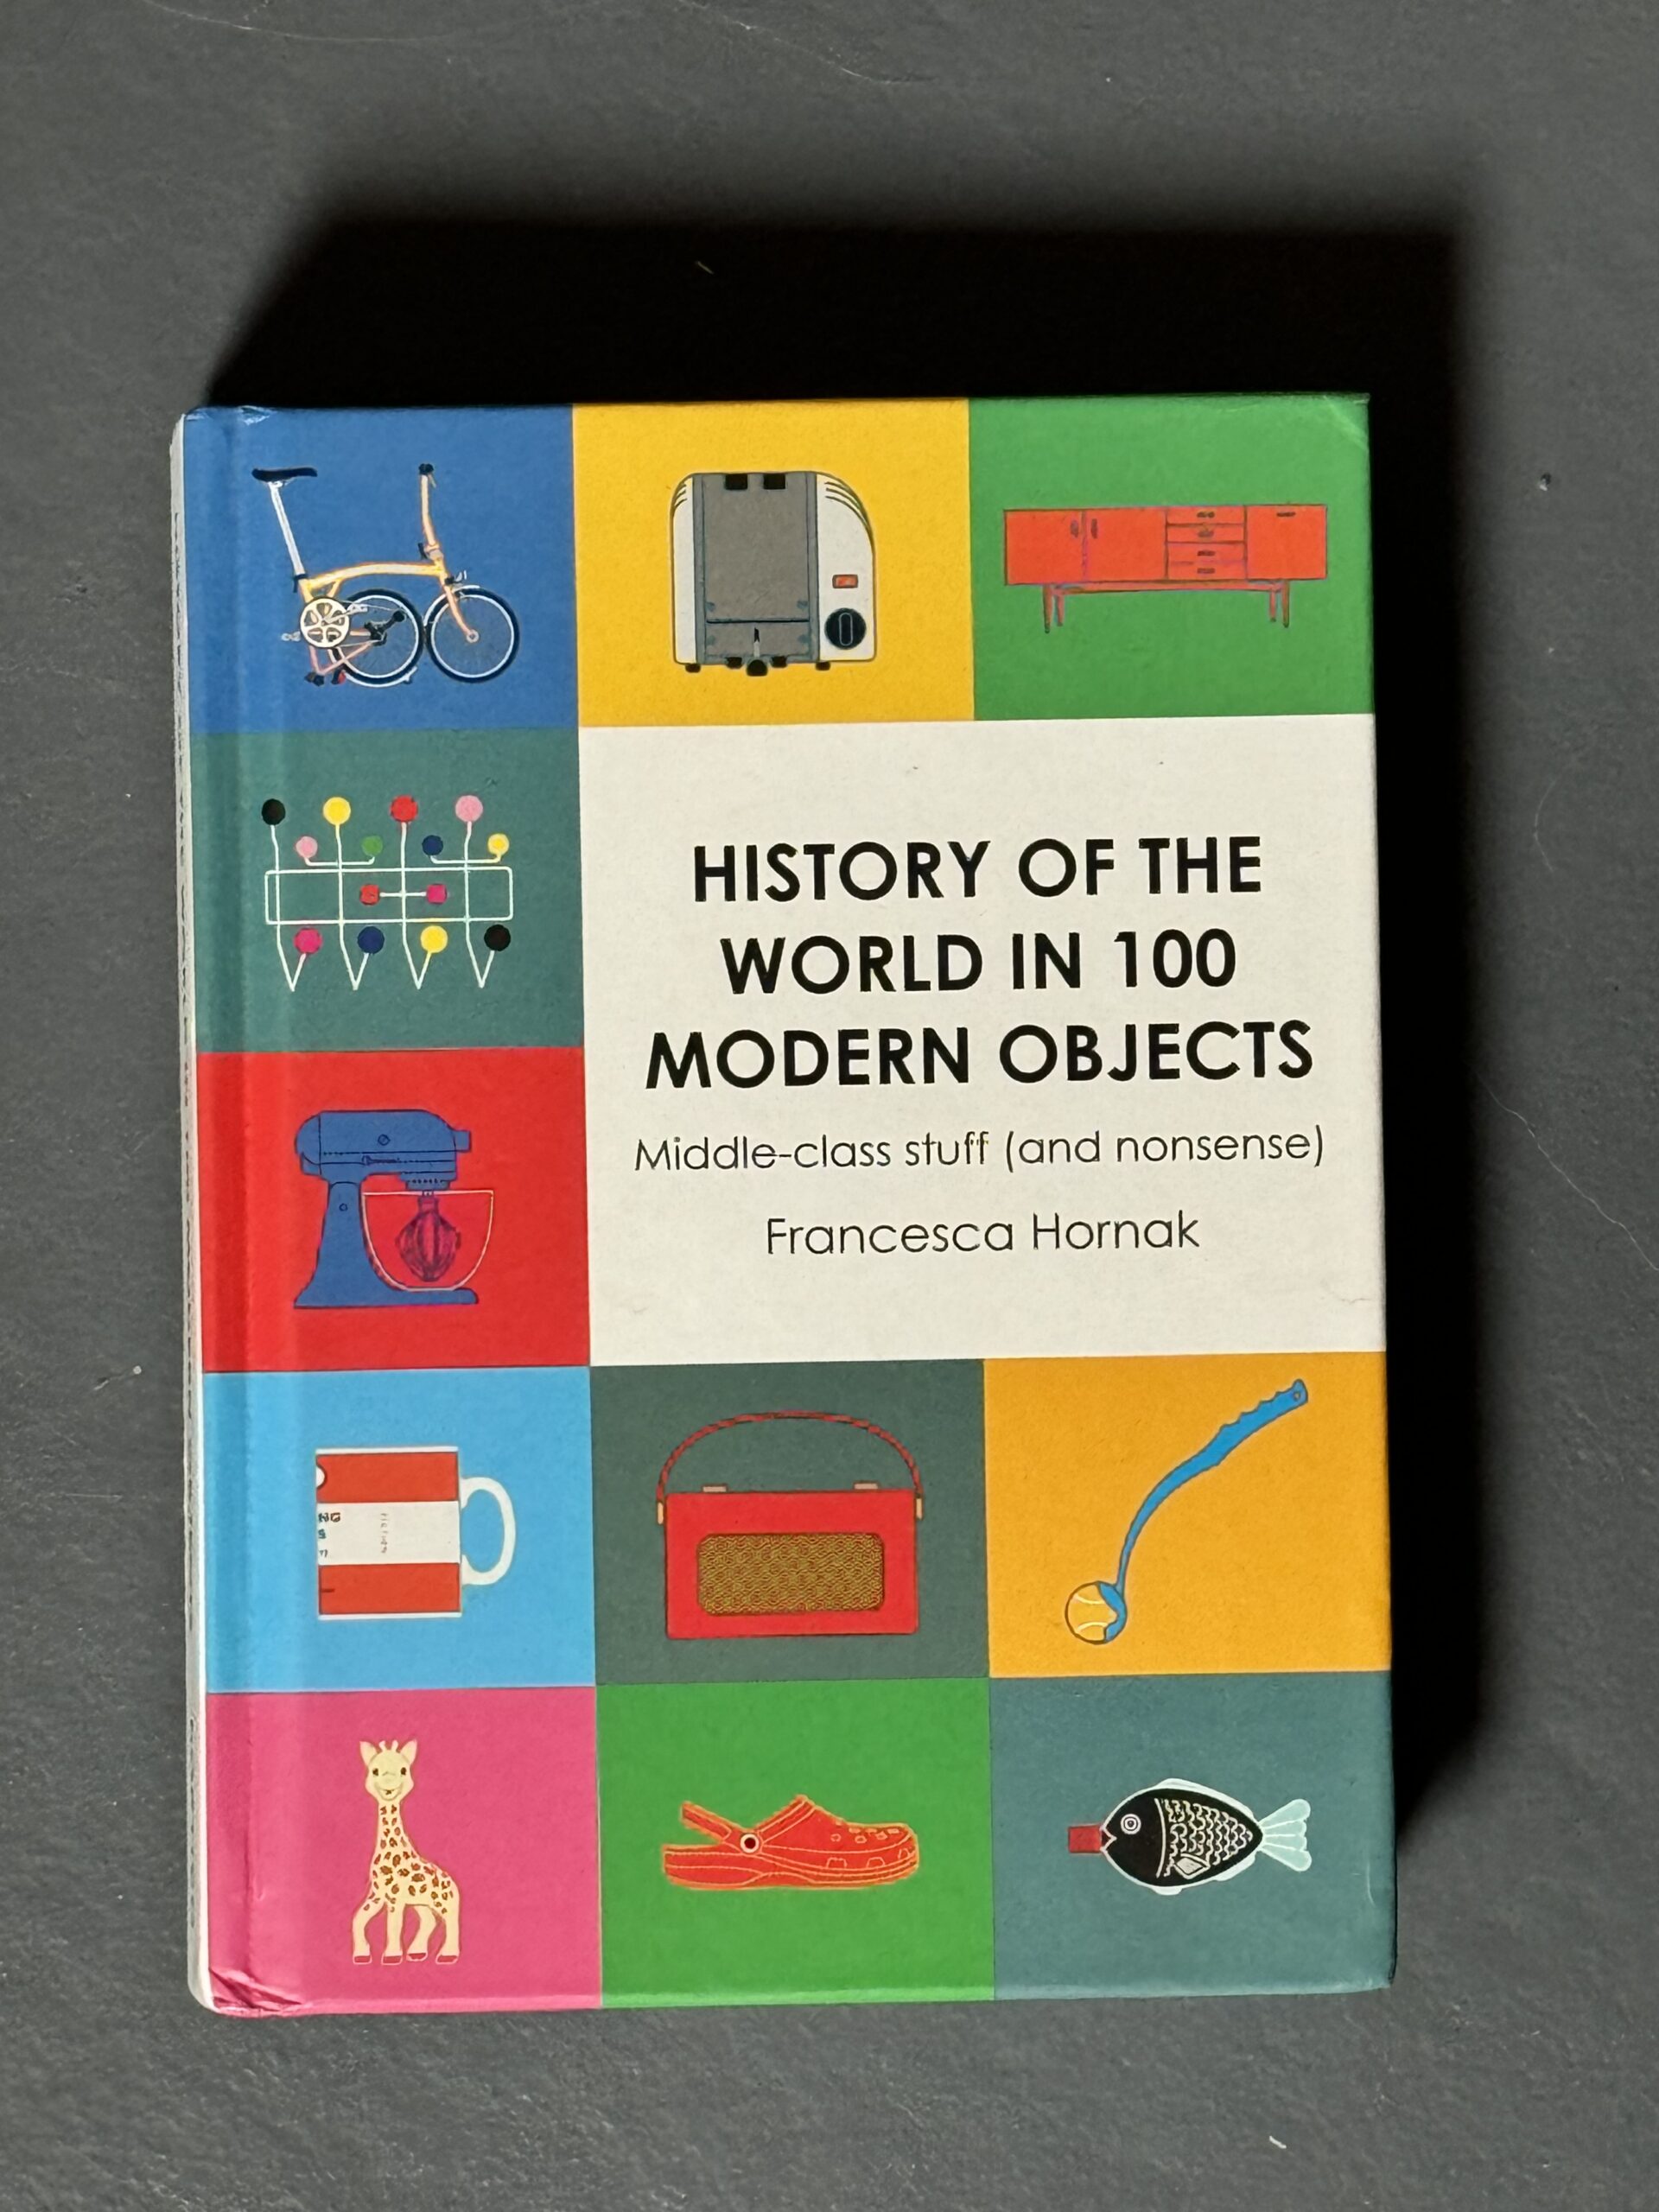 HISTORY OF THE
WORLD IN 100
MODERN OBJECTS
Middle-class stuff (and nonsense)
Francesca Hornak